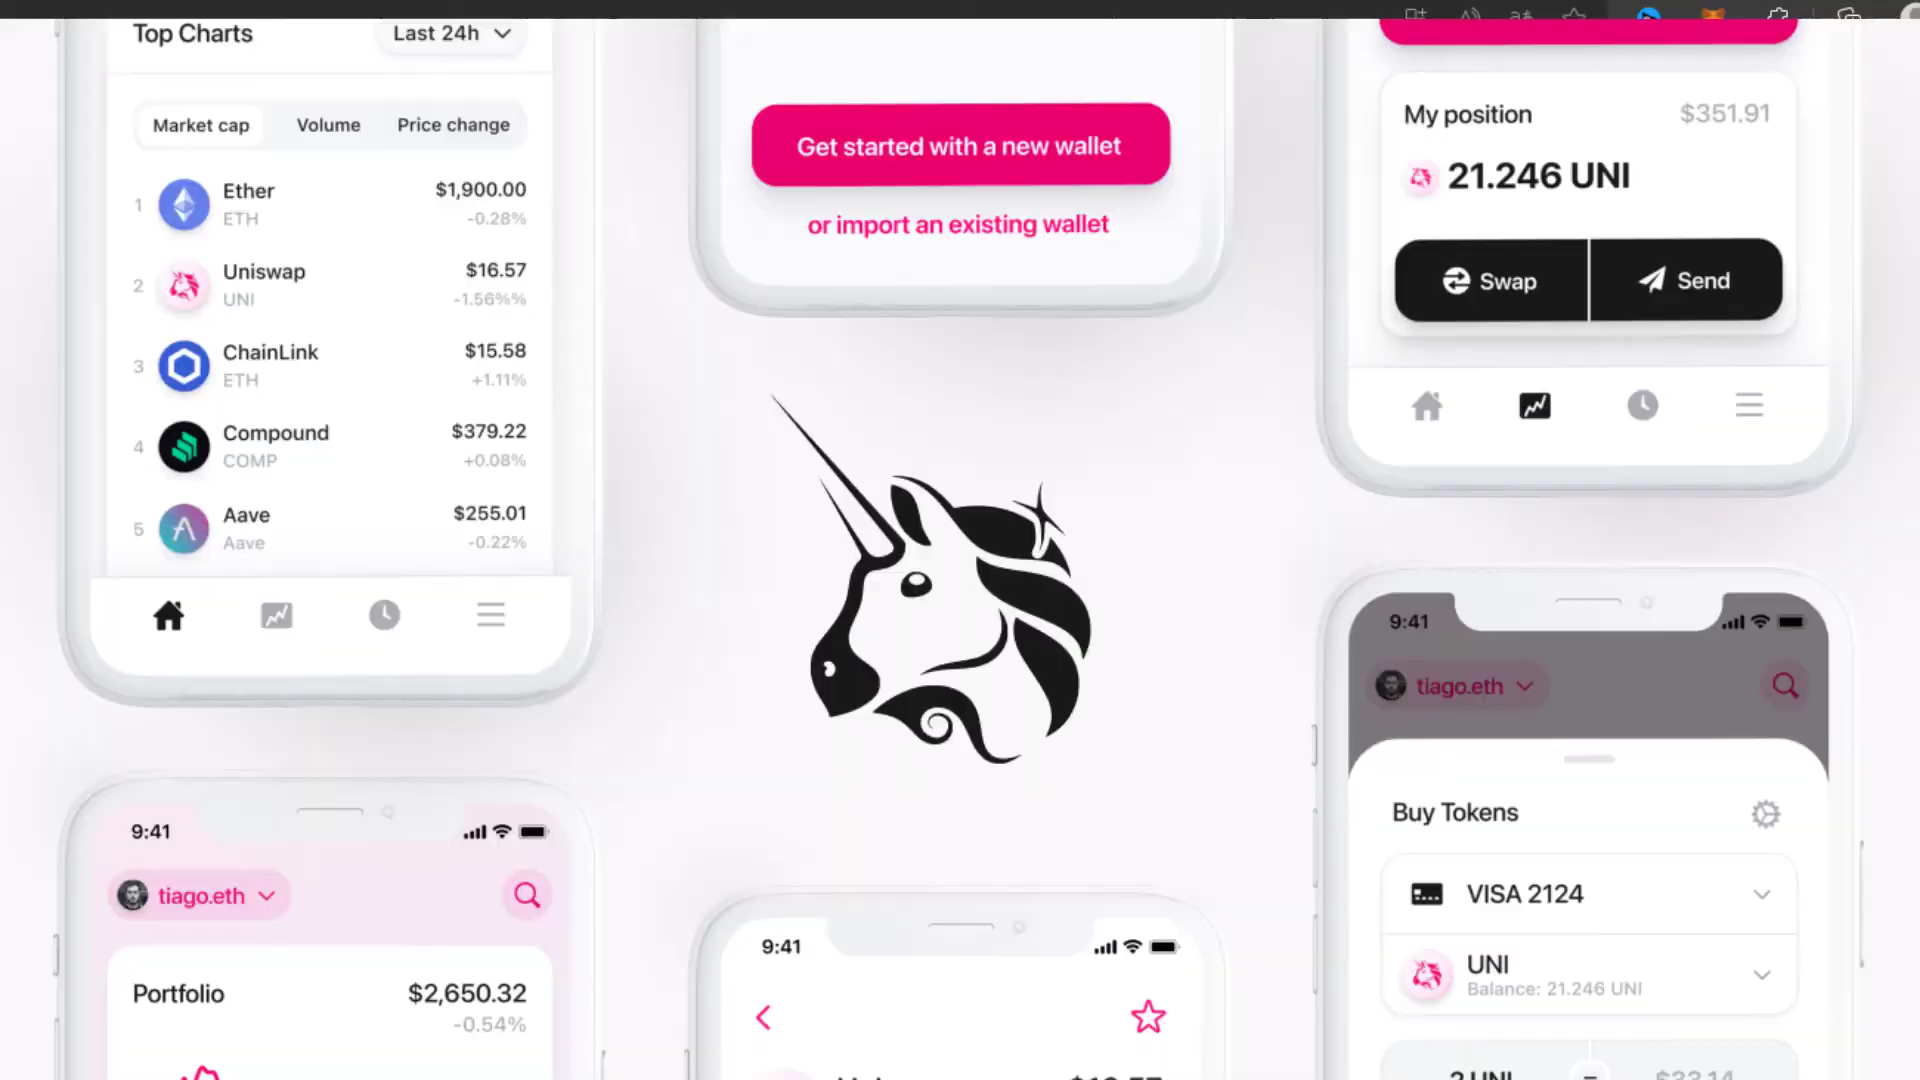 Top Charts
Last 24h
Market cap
Volume
Price change
1
Ether
ETH
$1,900.00
-0.28%
2
Uniswap
UNI
$16.57
-1.56%%
3
ChainLink
ETH
$15.58
+1.11%
4
Compound
COMP
$379.22
+0.08%
5
Aave
Aave
$255.01
-0.22%
9:41
tiago.eth
Portfolio
$2,650.32
-0.54%
Get started with a new wallet
or import an existing wallet
9:41
My position
$351.91
21.246 UNI
Swap
Send
9:41
tiago.eth
Buy Tokens
VISA 2124
UNI
Balance: 21.246 UNI
2 UNI
=
$33.14